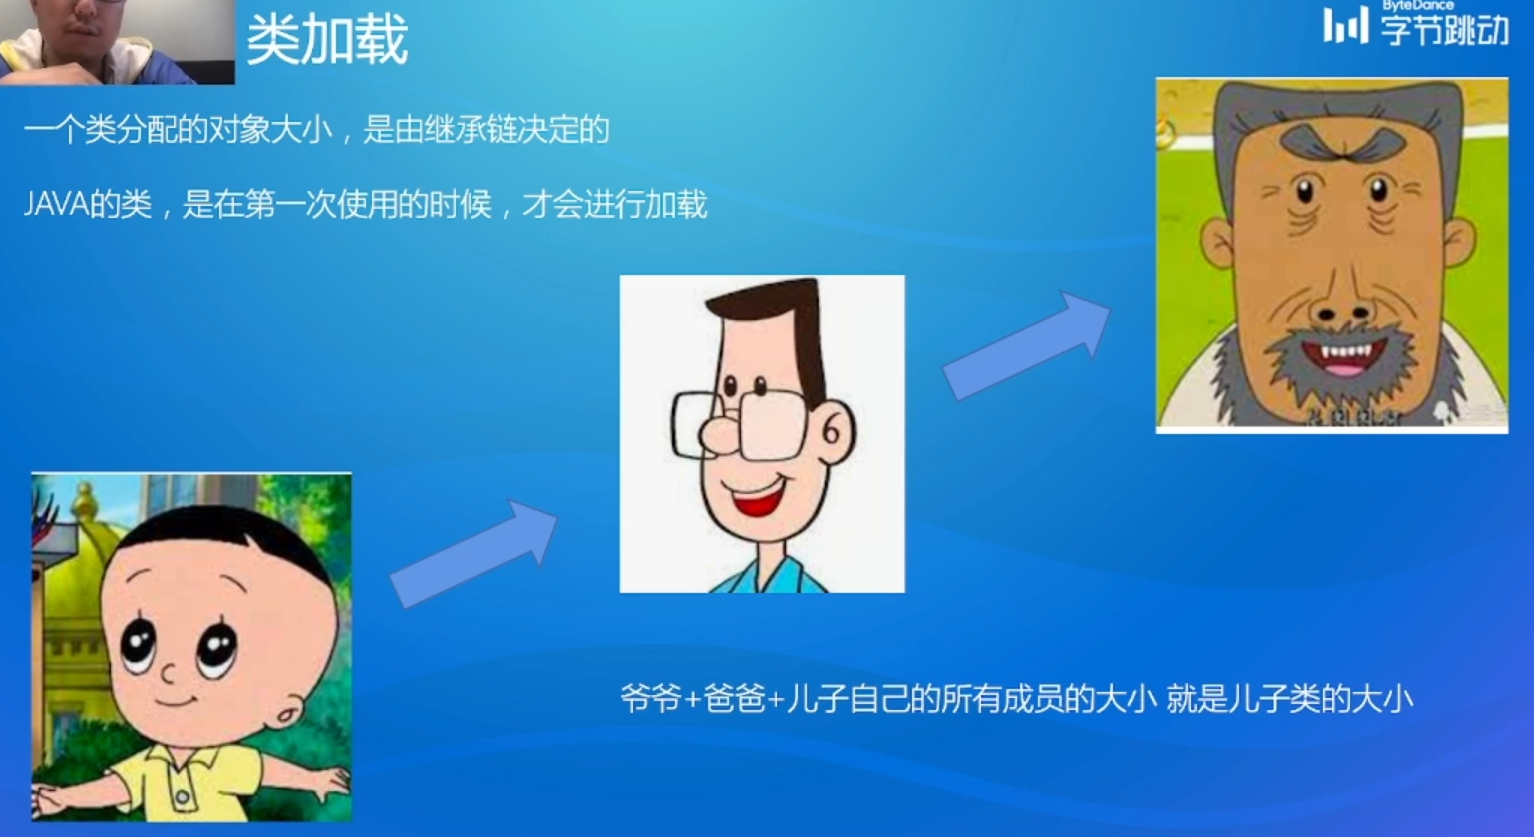 类加载
ByteDance
字节跳动
一个类分配的对象大小，是由继承链决定的
JAVA的类，是在第一次使用的时候，才会进行加载
爷爷+爸爸+儿子自己的所有成员的大小 就是儿子类的大小